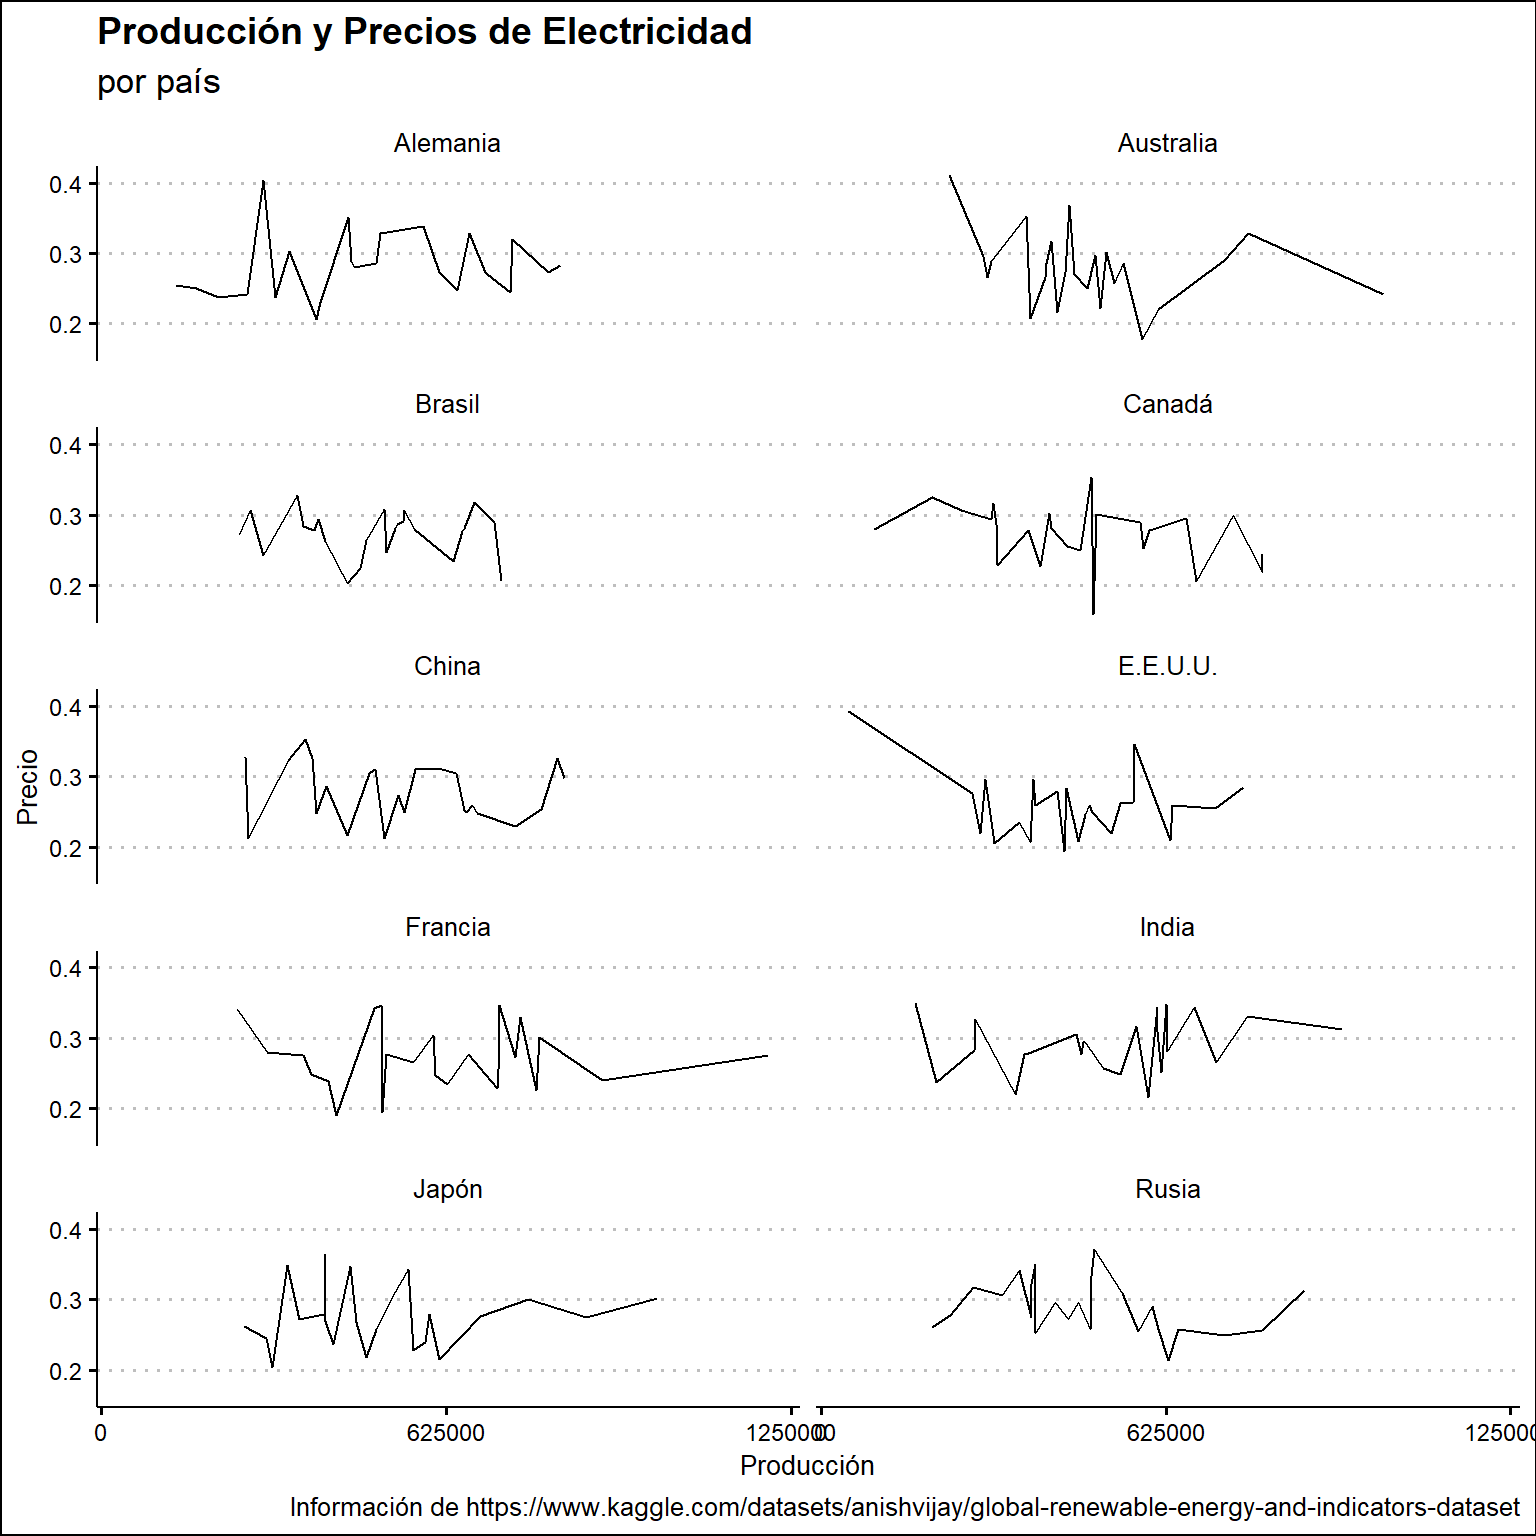 Producción y Precios de Electricidad
por país
Alemania
Australia
0.4
0.3
0.2
Brasil
Canadá
0.4
0.3
0.2
China
E.E.U.U.
0.4
0.3
0.2
Precio
Francia
India
0.4
0.3
0.2
Japón
Rusia
0.4
0.3
0.2
0 625000 1250000 0 625000 125000
Producción
Información de https://www.kaggle.com/datasets/anishvijay/global-renewable-energy-and-indicators-dataset